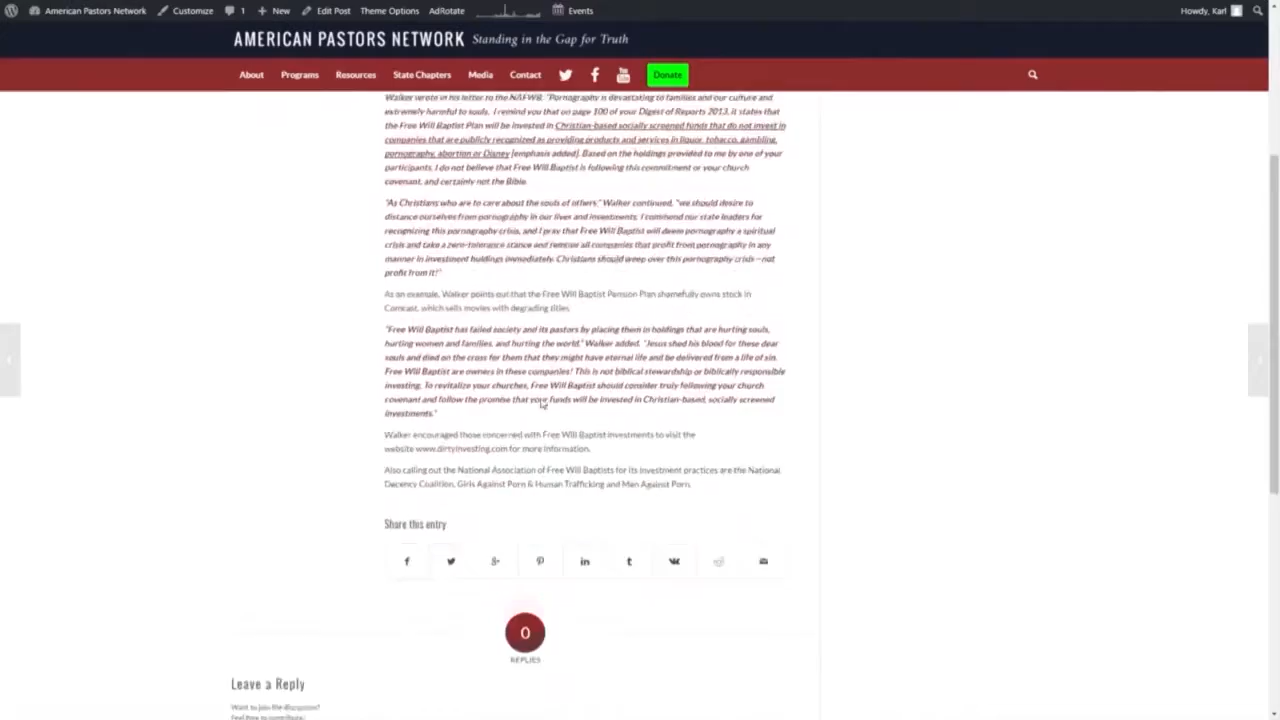 American Pastors Network Customize 1 New Edit Post Theme Options AdRotate Events Howdy, Karl
AMERICAN PASTORS NETWORK Standing in the Gap for Truth
About Programs Resources State Chapters Media Contact You Tube Donate
Walker wrote in his letter to the NAFWB, "Pornography is devastating to families and our culture and
extremely harmful to souls. I remind you that on page 100 of your Digest of Reports 2013, it states that
the Free Will Baptist Plan will be invested in Christian-based socially screened funds that do not invest in
companies that are publicly recognized as providing products and services in liquor, tobacco, gambling,
pornography, abortion or Disney [emphasis added]. Based on the holdings provided to me by one of your
participants, I do not believe that Free Will Baptist is following this commitment or your church
covenant, and certainly not the Bible.
"As Christians who are to care about the souls of others," Walker continued, "we should desire to
distance ourselves from pornography in our lives and investments. I commend our state leaders for
recognizing this pornography crisis, and I pray that Free Will Baptist will deem pornography a spiritual
crisis and take a zero-tolerance stance and remove all companies that profit from pornography in any
manner in investment holdings immediately. Christians should weep over this pornography crisis—not
profit from it!"
As an example, Walker points out that the Free Will Baptist Pension Plan shamefully owns stock in
Comcast, which sells movies with degrading titles.
"Free Will Baptist has failed society and its pastors by placing them in holdings that are hurting souls,
hurting women and families, and hurting the world," Walker added. "Jesus shed his blood for these dear
souls and died on the cross for them that they might have eternal life and be delivered from a life of sin.
Free Will Baptist are owners in these companies! This is not biblical stewardship or biblically responsible
investing. To revitalize your churches, Free Will Baptist should consider truly following your church
covenant and follow the promise that your funds will be invested in Christian-based, socially screened
investments."
Walker encouraged those concerned with Free Will Baptist investments to visit the
website www.dirtyinvesting.com for more information.
Also calling out the National Association of Free Will Baptists for its investment practices are the National
Decency Coalition, Girls Against Porn & Human Trafficking and Men Against Porn.
Share this entry
0
REPLIES
Leave a Reply
Want to join the discussion?
Feel free to contribute!